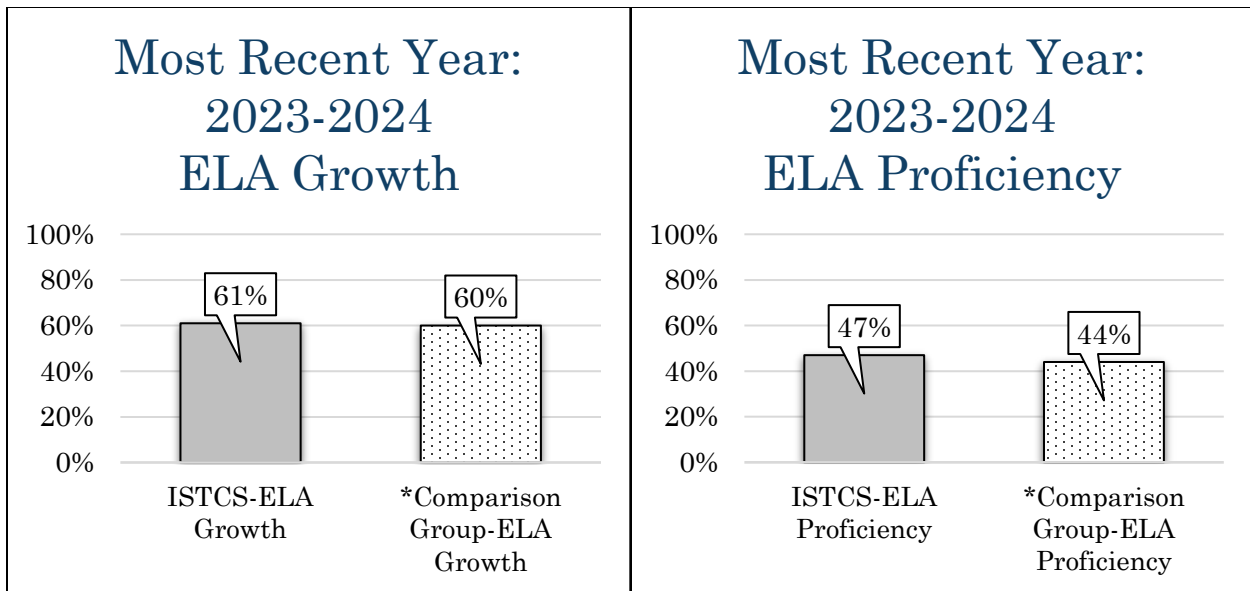 Most Recent Year:
2023-2024
ELA Growth
100%
80%
60%
40%
20%
0%
61%
60%
ISTCS-ELA
Growth
*Comparison
Group-ELA
Growth
Most Recent Year:
2023-2024
ELA Proficiency
100%
80%
60%
40%
20%
0%
47%
44%
ISTCS-ELA
Proficiency
*Comparison
Group-ELA
Proficiency